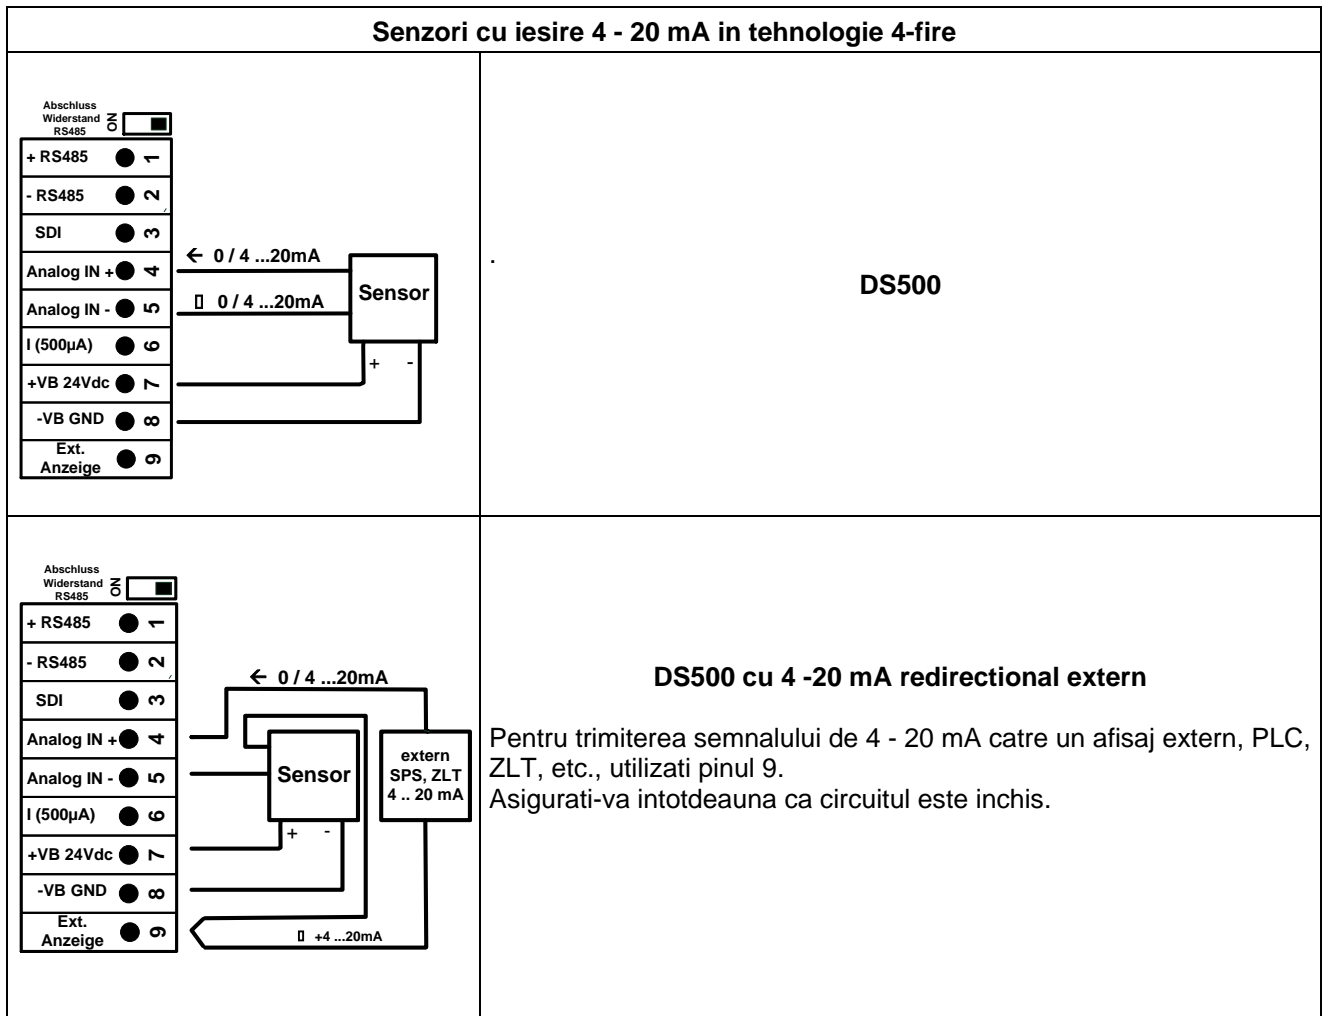 Senzori cu iesire 4 - 20 mA in tehnologie 4-fire
Abschluss
Widerstand
RS485
ON
+ RS485 1
- RS485 2
SDI 3
Analog IN + 4
Analog IN - 5
I (500µA) 6
+VB 24Vdc 7
-VB GND 8
Ext.
Anzeige 9
← 0 / 4 ...20mA
▯ 0 / 4 ...20mA
Sensor
+ -
.
DS500
Abschluss
Widerstand
RS485
ON
+ RS485 1
- RS485 2
SDI 3
Analog IN + 4
Analog IN - 5
I (500µA) 6
+VB 24Vdc 7
-VB GND 8
Ext.
Anzeige 9
← 0 / 4 ...20mA
Sensor
+ -
extern
SPS, ZLT
4 .. 20 mA
▯ +4 ...20mA
DS500 cu 4 -20 mA redirectional extern
Pentru trimiterea semnalului de 4 - 20 mA catre un afisaj extern, PLC,
ZLT, etc., utilizati pinul 9.
Asigurati-va intotdeauna ca circuitul este inchis.